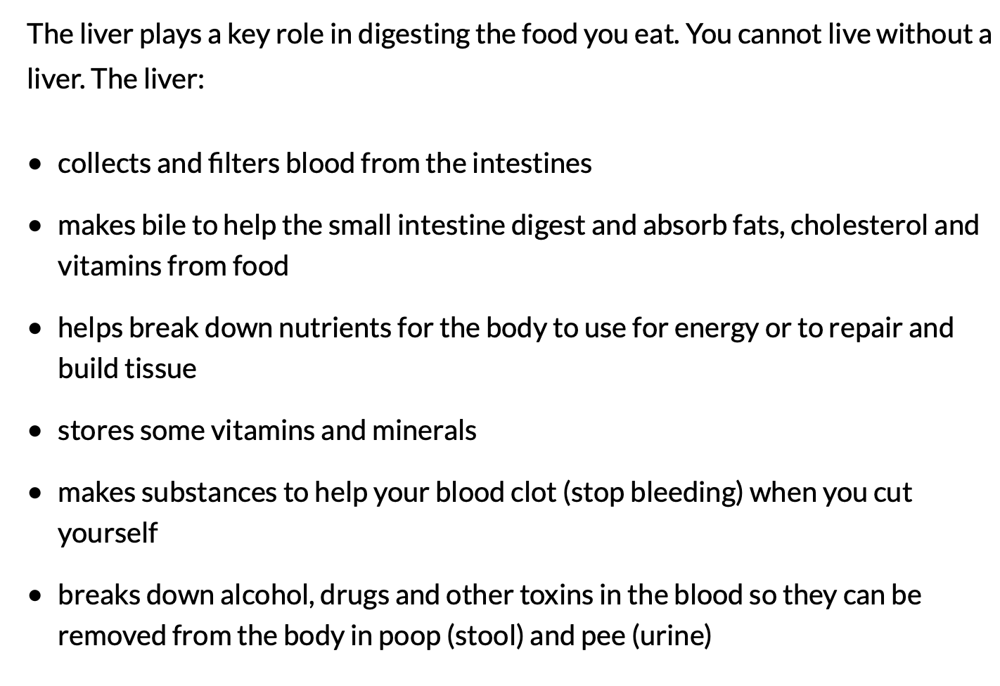 The liver plays a key role in digesting the food you eat. You cannot live without a
liver. The liver:
• collects and filters blood from the intestines
• makes bile to help the small intestine digest and absorb fats, cholesterol and
vitamins from food
• helps break down nutrients for the body to use for energy or to repair and
build tissue
• stores some vitamins and minerals
• makes substances to help your blood clot (stop bleeding) when you cut
yourself
• breaks down alcohol, drugs and other toxins in the blood so they can be
removed from the body in poop (stool) and pee (urine)